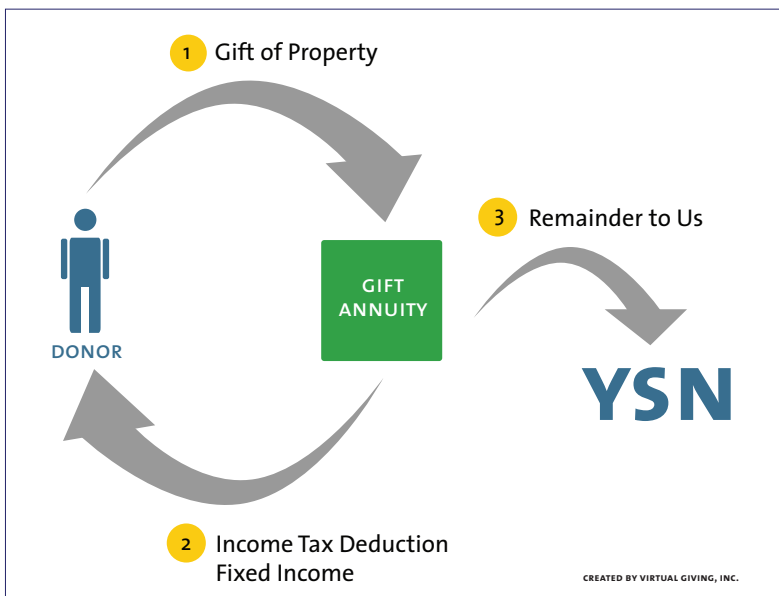 1 Gift of Property
3 Remainder to Us
GIFT
ANNUITY
DONOR
YSN
2 Income Tax Deduction
Fixed Income
CREATED BY VIRTUAL GIVING, INC.